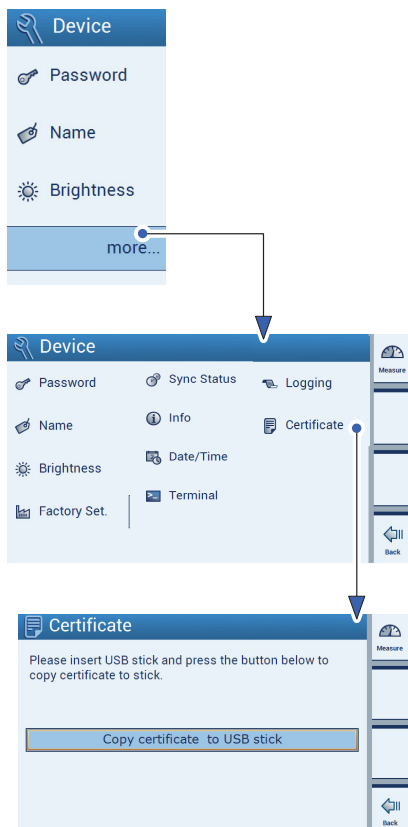 Device
Password
Name
Brightness
more...
Device
Password
Name
Brightness
Factory Set.
Sync Status
Info
Date/Time
Terminal
Logging
Certificate
Measure
Back
Certificate
Please insert USB stick and press the button below to
copy certificate to stick.
Copy certificate to USB stick
Measure
Back